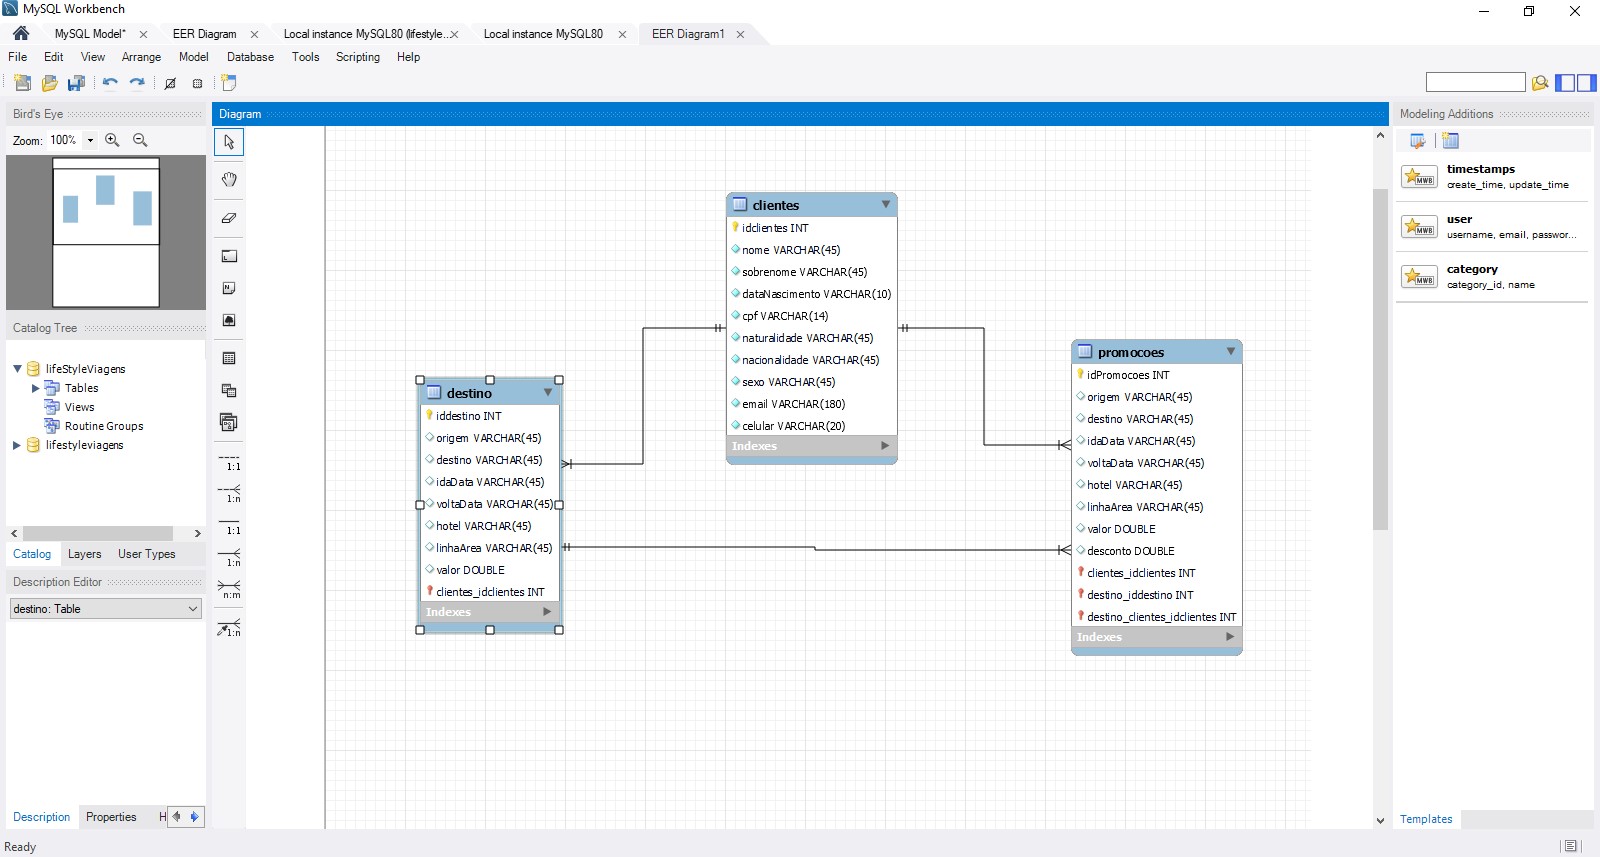 MySQL Workbench
MySQL Model*
EER Diagram
Local instance MySQL80 (lifestyle...
Local instance MySQL80
EER Diagram1
File Edit View Arrange Model Database Tools Scripting Help
Bird's Eye
Zoom: 100%
Catalog Tree
lifeStyleViagens
Tables
Views
Routine Groups
lifestyleviagens
Catalog Layers User Types
Description Editor
destino: Table
Description Properties H
Ready
Diagram
1:1
1:n
1:1
1:n
n:m
1:n
clientes
idclientes INT
nome VARCHAR(45)
sobrenome VARCHAR(45)
dataNascimento VARCHAR(10)
cpf VARCHAR(14)
naturalidade VARCHAR(45)
nacionalidade VARCHAR(45)
sexo VARCHAR(45)
email VARCHAR(180)
celular VARCHAR(20)
Indexes
destino
iddestino INT
origem VARCHAR(45)
destino VARCHAR(45)
idaData VARCHAR(45)
voltaData VARCHAR(45)
hotel VARCHAR(45)
linhaArea VARCHAR(45)
valor DOUBLE
clientes_idclientes INT
Indexes
promocoes
idPromocoes INT
origem VARCHAR(45)
destino VARCHAR(45)
idaData VARCHAR(45)
voltaData VARCHAR(45)
hotel VARCHAR(45)
linhaArea VARCHAR(45)
valor DOUBLE
desconto DOUBLE
clientes_idclientes INT
destino_iddestino INT
destino_clientes_idclientes INT
Indexes
Modeling Additions
MWB
timestamps
create_time, update_time
MWB
user
username, email, passwor...
MWB
category
category_id, name
Templates